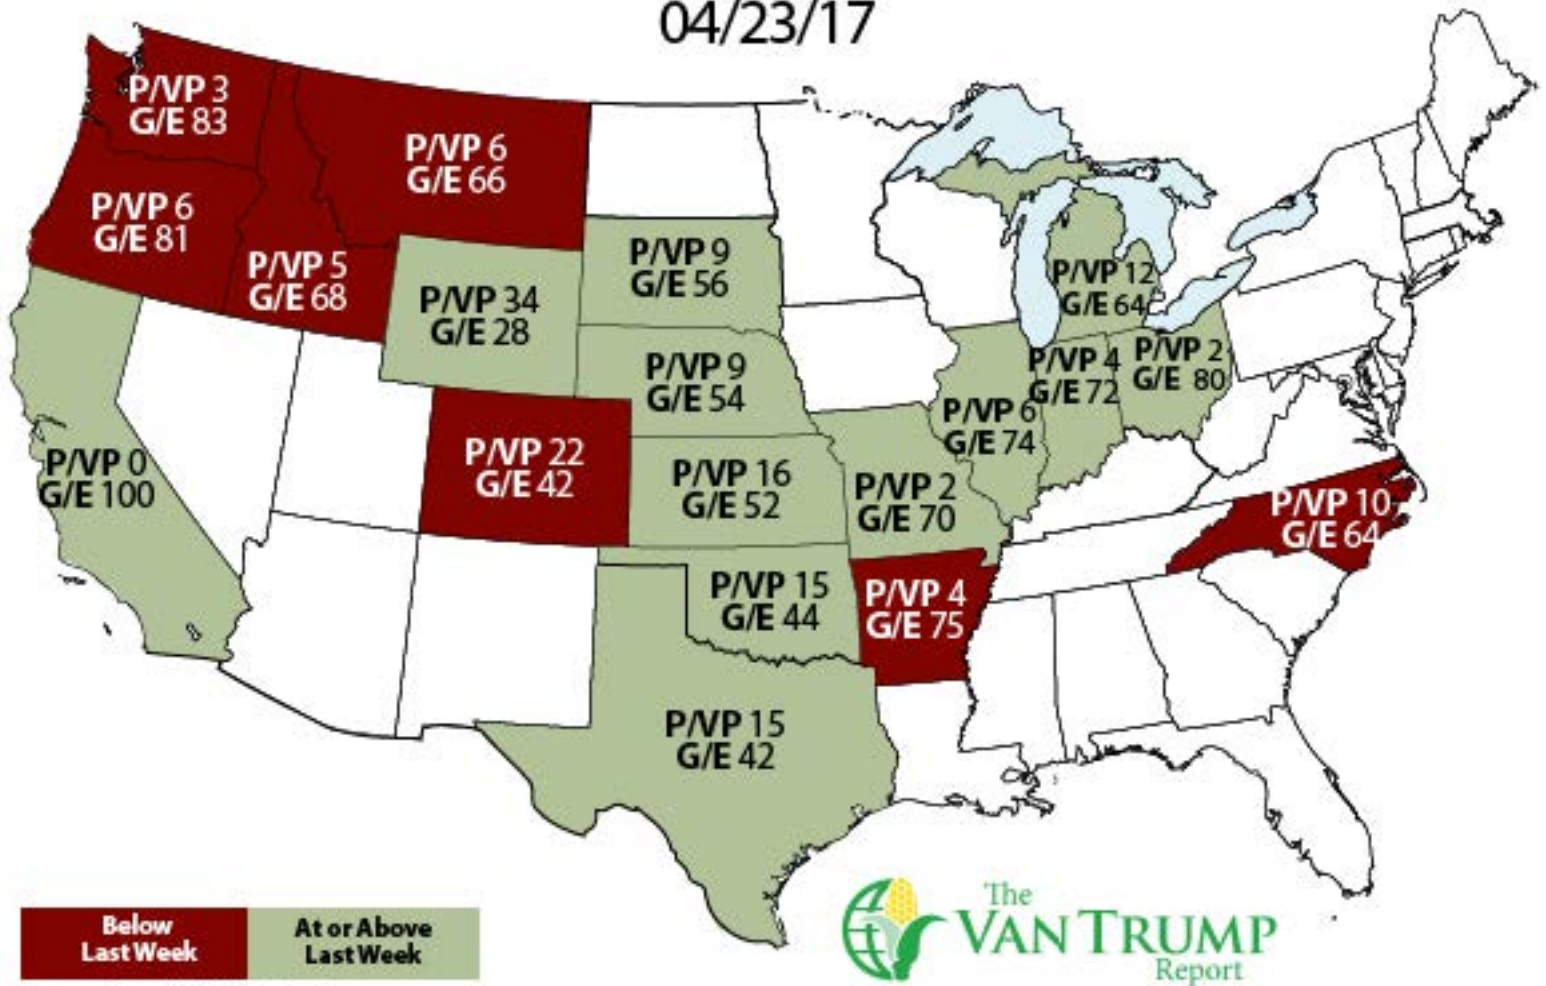 04/23/17
P/VP 3
G/E 83
P/VP 6
G/E 66
P/VP 6
G/E 81
P/VP 5
G/E 68
P/VP 9
G/E 56
P/VP 12
G/E 64
P/VP 34
G/E 28
P/VP 9
G/E 54
P/VP 4
G/E 72
P/VP 2
G/E 80
P/VP 6
G/E 74
P/VP 0
G/E 100
P/VP 22
G/E 42
P/VP 16
G/E 52
P/VP 2
G/E 70
P/VP 10
G/E 64
P/VP 15
G/E 44
P/VP 4
G/E 75
P/VP 15
G/E 42
Below
Last Week
At or Above
Last Week
The
VAN TRUMP
Report